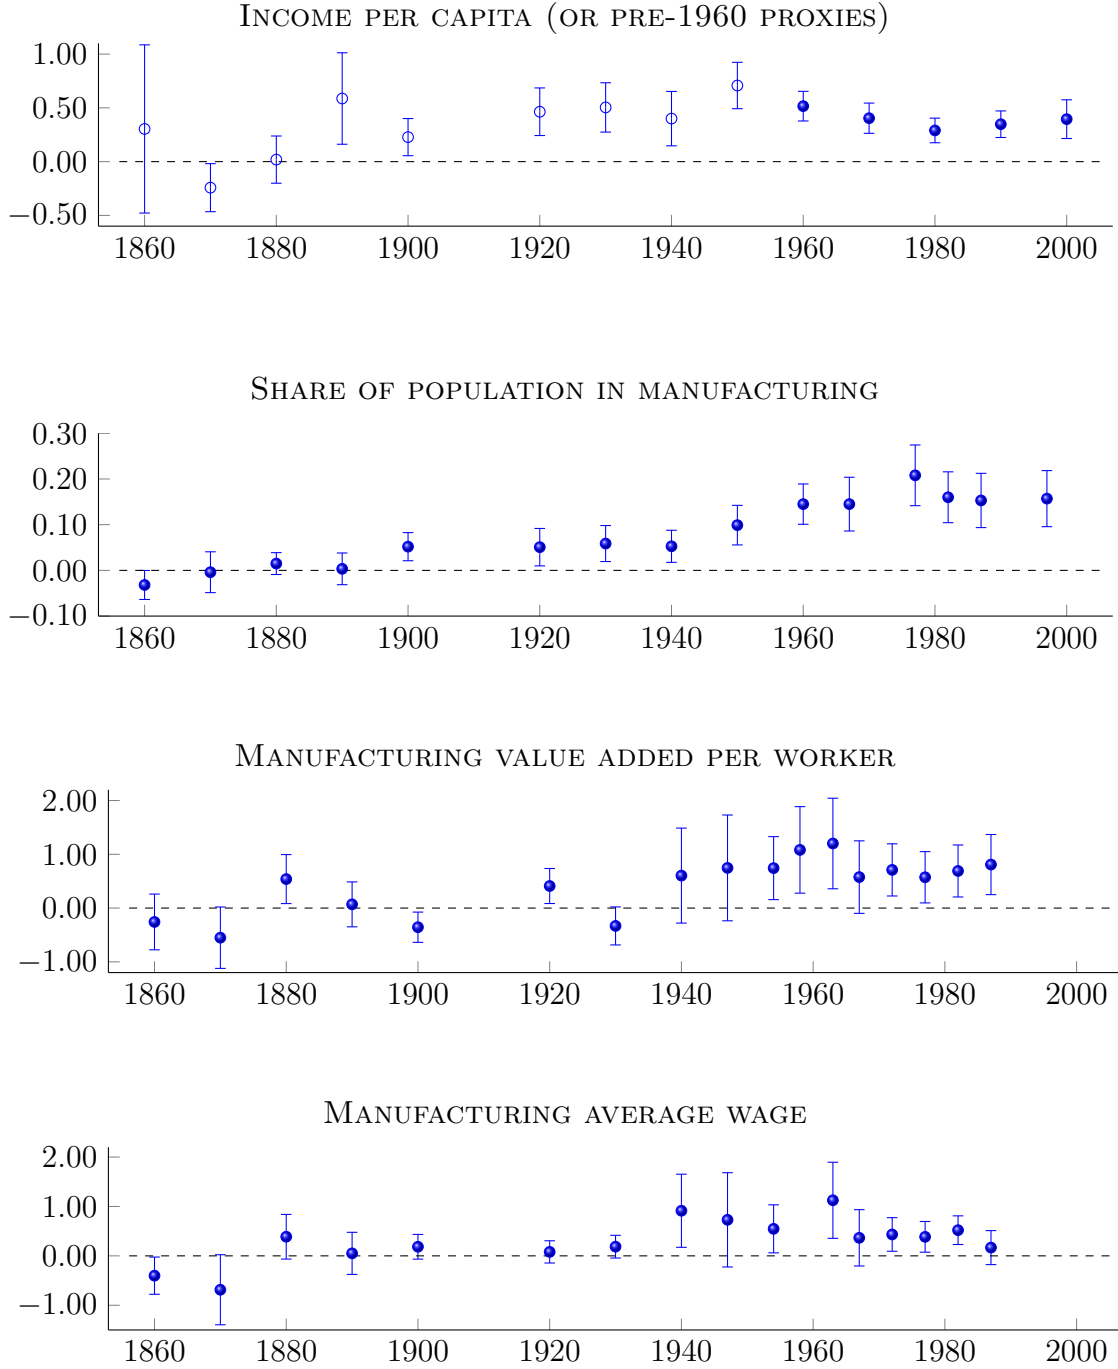 INCOME PER CAPITA (OR PRE-1960 PROXIES)
1.00
0.50
0.00
−0.50
1860 1880 1900 1920 1940 1960 1980 2000
SHARE OF POPULATION IN MANUFACTURING
0.30
0.20
0.10
0.00
−0.10
1860 1880 1900 1920 1940 1960 1980 2000
MANUFACTURING VALUE ADDED PER WORKER
2.00
1.00
0.00
−1.00
1860 1880 1900 1920 1940 1960 1980 2000
MANUFACTURING AVERAGE WAGE
2.00
1.00
0.00
−1.00
1860 1880 1900 1920 1940 1960 1980 2000